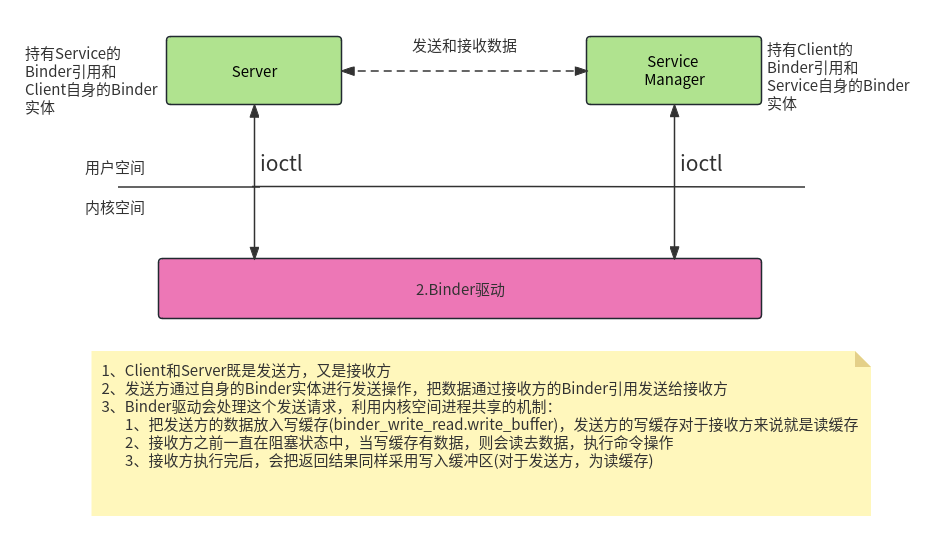 持有Service的
Binder引用和
Client自身的Binder
实体
Server
发送和接收数据
Service
Manager
持有Client的
Binder引用和
Service自身的Binder
实体
ioctl
ioctl
用户空间
内核空间
2.Binder驱动
1、Client和Server既是发送方，又是接收方
2、发送方通过自身的Binder实体进行发送操作，把数据通过接收方的Binder引用发送给接收方
3、Binder驱动会处理这个发送请求，利用内核空间进程共享的机制：
1、把发送方的数据放入写缓存(binder_write_read.write_buffer)，发送方的写缓存对于接收方来说就是读缓存
2、接收方之前一直在阻塞状态中，当写缓存有数据，则会读去数据，执行命令操作
3、接收方执行完后，会把返回结果同样采用写入缓冲区(对于发送方，为读缓存)